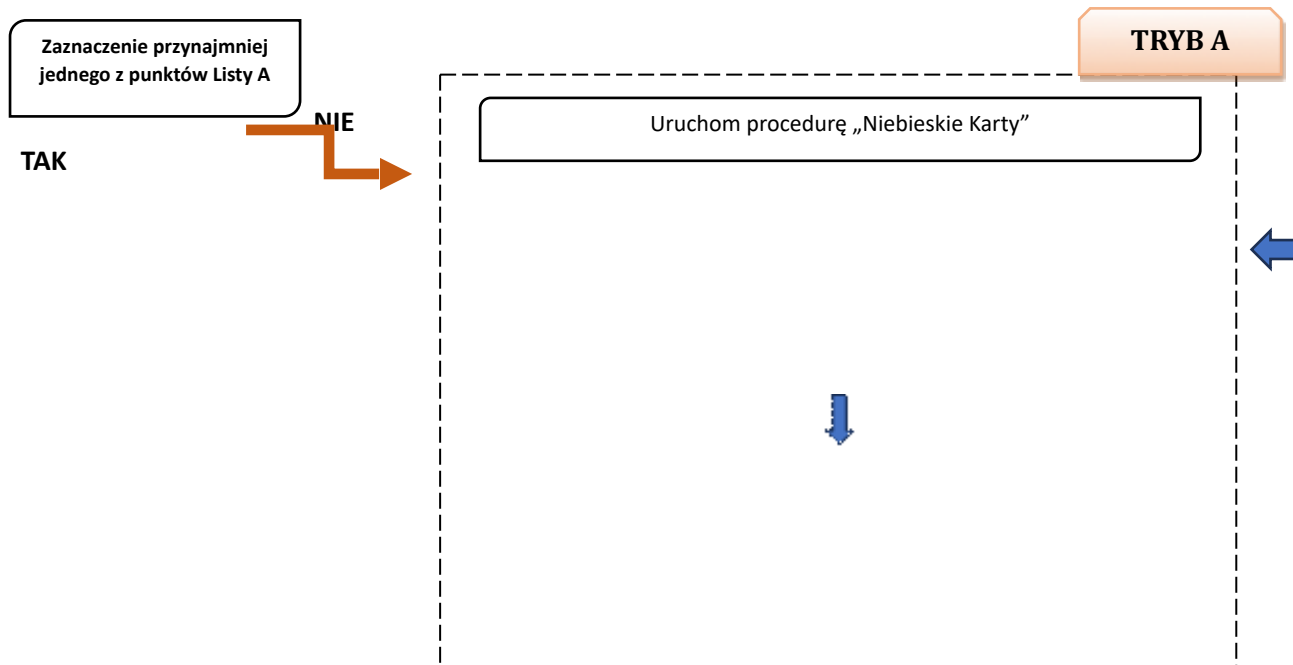 Zaznaczenie przynajmniej
jednego z punktów Listy A
NIE
TAK
TRYB A
Uruchom procedurę „Niebieskie Karty”